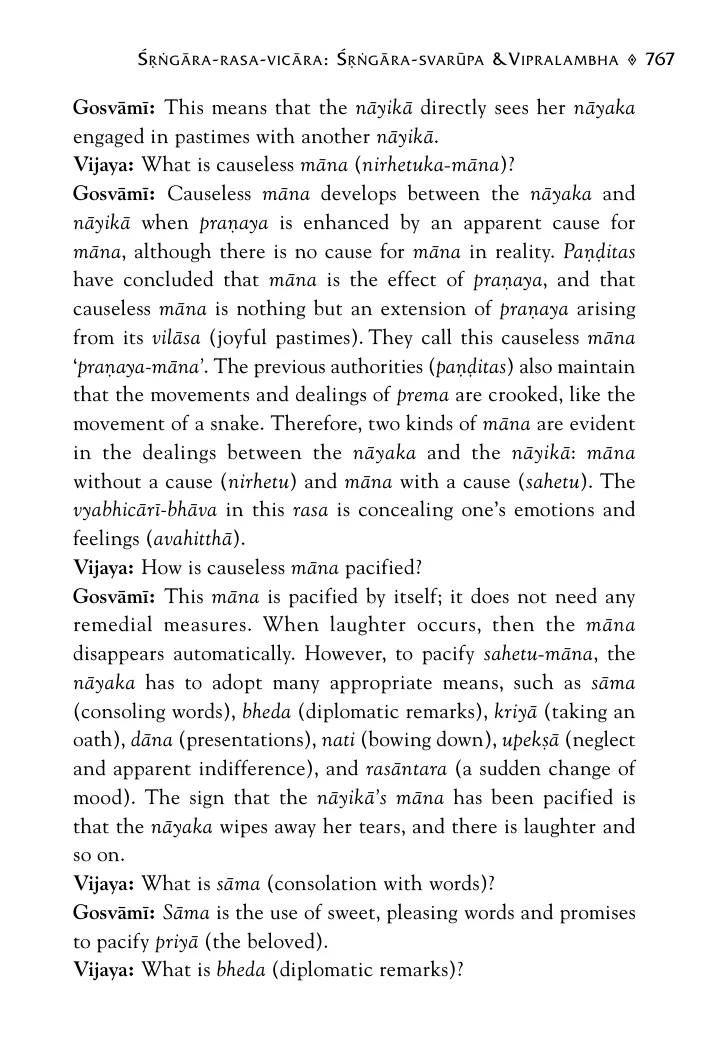 Śṛṅgāra-rasa-vicāra: Śṛṅgāra-svarūpa &Vipralambha ◈ 767
Gosvāmī: This means that the nāyikā directly sees her nāyaka
engaged in pastimes with another nāyikā.
Vijaya: What is causeless māna (nirhetuka-māna)?
Gosvāmī: Causeless māna develops between the nāyaka and
nāyikā when praṇaya is enhanced by an apparent cause for
māna, although there is no cause for māna in reality. Paṇḍitas
have concluded that māna is the effect of praṇaya, and that
causeless māna is nothing but an extension of praṇaya arising
from its vilāsa (joyful pastimes). They call this causeless māna
‘praṇaya-māna’. The previous authorities (paṇḍitas) also maintain
that the movements and dealings of prema are crooked, like the
movement of a snake. Therefore, two kinds of māna are evident
in the dealings between the nāyaka and the nāyikā: māna
without a cause (nirhetu) and māna with a cause (sahetu). The
vyabhicārī-bhāva in this rasa is concealing one’s emotions and
feelings (avahitthā).
Vijaya: How is causeless māna pacified?
Gosvāmī: This māna is pacified by itself; it does not need any
remedial measures. When laughter occurs, then the māna
disappears automatically. However, to pacify sahetu-māna, the
nāyaka has to adopt many appropriate means, such as sāma
(consoling words), bheda (diplomatic remarks), kriyā (taking an
oath), dāna (presentations), nati (bowing down), upekṣā (neglect
and apparent indifference), and rasāntara (a sudden change of
mood). The sign that the nāyikā’s māna has been pacified is
that the nāyaka wipes away her tears, and there is laughter and
so on.
Vijaya: What is sāma (consolation with words)?
Gosvāmī: Sāma is the use of sweet, pleasing words and promises
to pacify priyā (the beloved).
Vijaya: What is bheda (diplomatic remarks)?